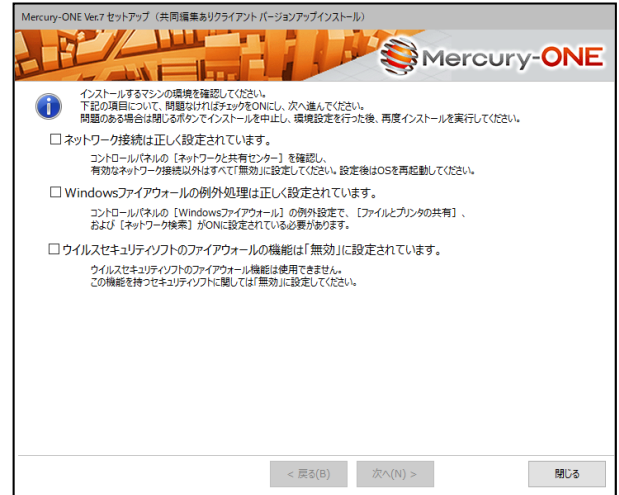 Mercury-ONE Ver.7 セットアップ（共同編集ありクライアント バージョンアップインストール）
Mercury-ONE
インストールするマシンの環境を確認してください。
下記の項目について、問題なければチェックをONにし、次へ進んでください。
問題のある場合は閉じるボタンでインストールを中止し、環境設定を行った後、再度インストールを実行してください。
ネットワーク接続は正しく設定されています。
コントロールパネルの［ネットワークと共有センター］を確認し、
有効なネットワーク接続以外はすべて「無効」に設定してください。設定後はOSを再起動してください。
Windowsファイアウォールの例外処理は正しく設定されています。
コントロールパネルの［Windowsファイアウォール］の例外設定で、［ファイルとプリンタの共有］、
および［ネットワーク検索］がONに設定されている必要があります。
ウイルスセキュリティソフトのファイアウォールの機能は「無効」に設定されています。
ウイルスセキュリティソフトのファイアウォール機能は使用できません。
この機能を持つセキュリティソフトに関しては「無効」に設定してください。
< 戻る(B)
次へ(N) >
閉じる